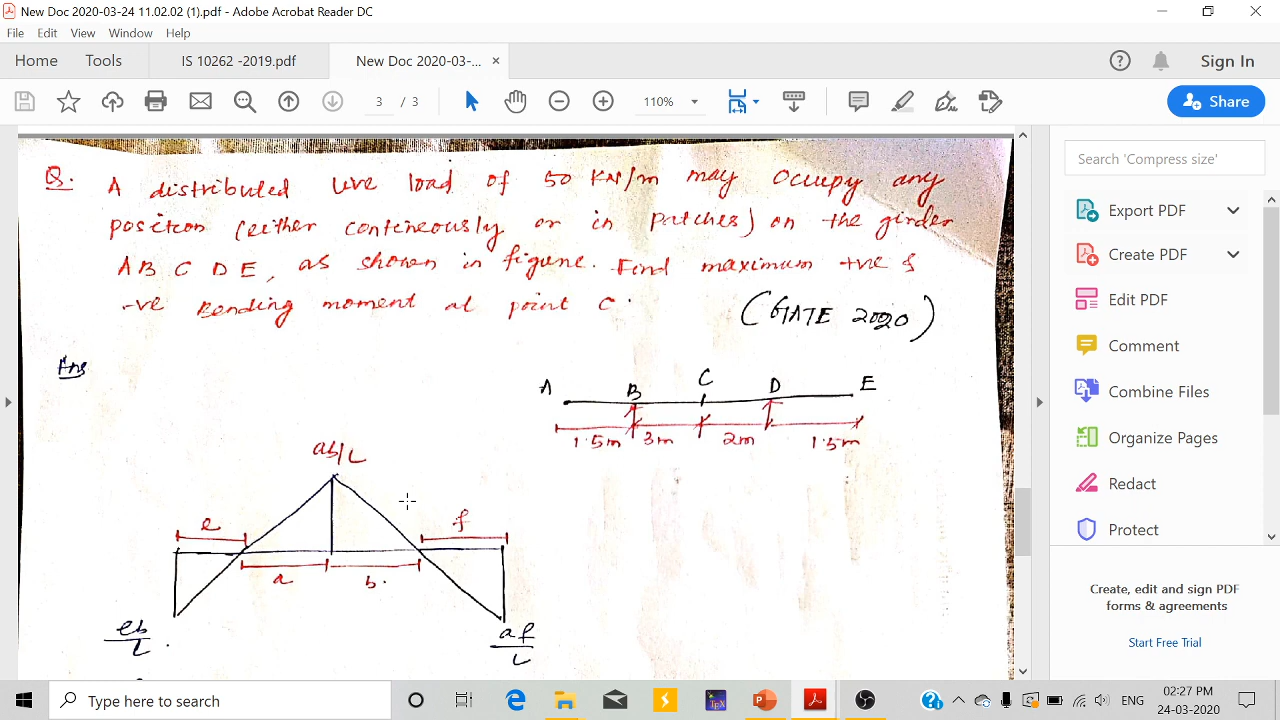 New Doc 2020-03-24 11.02.02 (1).pdf - Adobe Acrobat Reader DC
File Edit View Window Help
Home Tools IS 10262 -2019.pdf New Doc 2020-03-... × Sign In
3 / 3 110% Share
Q. A distributed live load of 50 KN/m may occupy any
position (either contineously or in patches) on the girder
A B C D E, as shown in figure. Find maximum +ve &
-ve Bending moment at point C.
(GATE 2020)
Ans
A B C D E
1.5m 3m 2m 1.5m
ab/L
e f
a b.
eb/L. af/L
Search 'Compress size'
Export PDF
Create PDF
Edit PDF
Comment
Combine Files
Organize Pages
Redact
Protect
Create, edit and sign PDF
forms & agreements
Start Free Trial
Type here to search
ENG
02:27 PM
24-03-2020